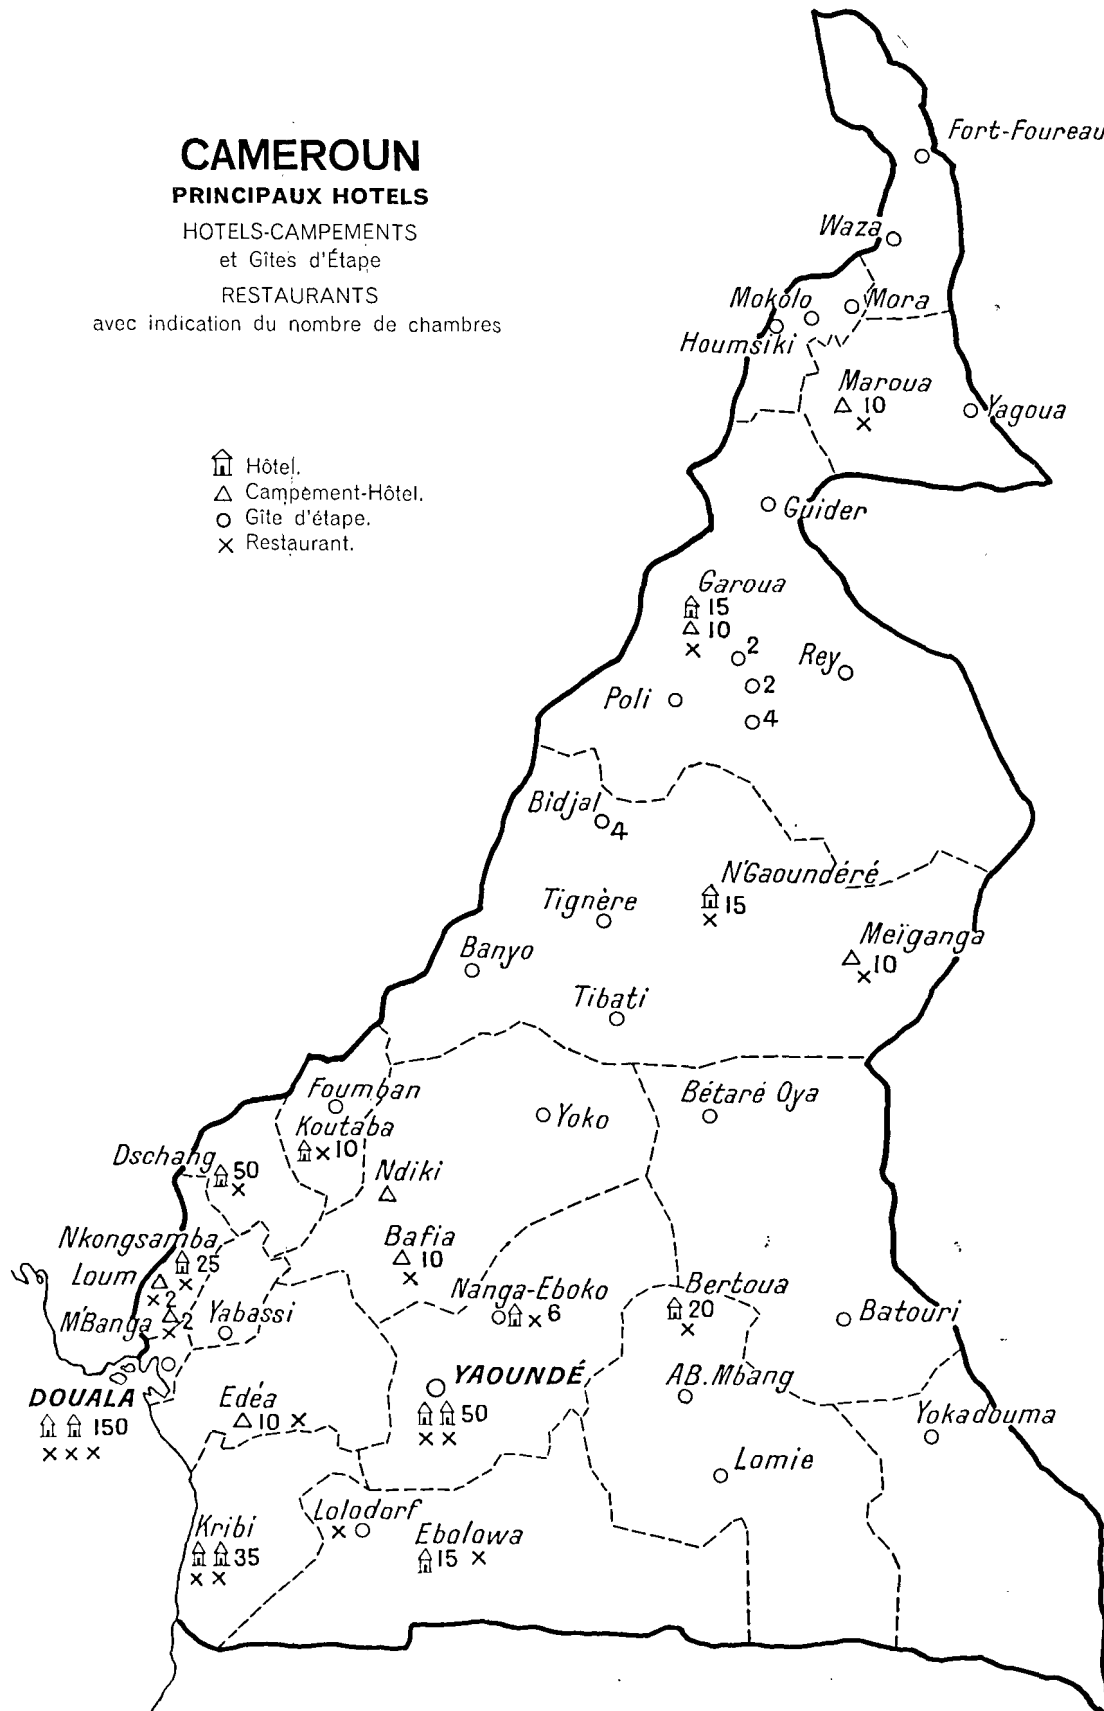 CAMEROUN
PRINCIPAUX HOTELS
HOTELS-CAMPEMENTS
et Gîtes d'Étape
RESTAURANTS
avec indication du nombre de chambres
Hôtel.
Campement-Hôtel.
Gîte d'étape.
Restaurant.
Fort-Foureau
Waza
Mokolo
Mora
Houmsiki
Maroua
10
Yagoua
Guider
Garoua
15
10
2
Rey
2
Poli
4
Bidjal
4
N'Gaoundéré
15
Tignère
Meïganga
10
Banyo
Tibati
Foumban
Bétaré Oya
Yoko
Koutaba
10
Dschang
50
Ndiki
Nkongsamba
25
Bafia
10
Loum
2
Nanga-Eboko
6
Bertoua
20
Batouri
M'Banga
2
Yabassi
YAOUNDÉ
50
AB.Mbang
DOUALA
150
Edéa
10
Yokadouma
Lomie
Lolodorf
Kribi
35
Ebolowa
15